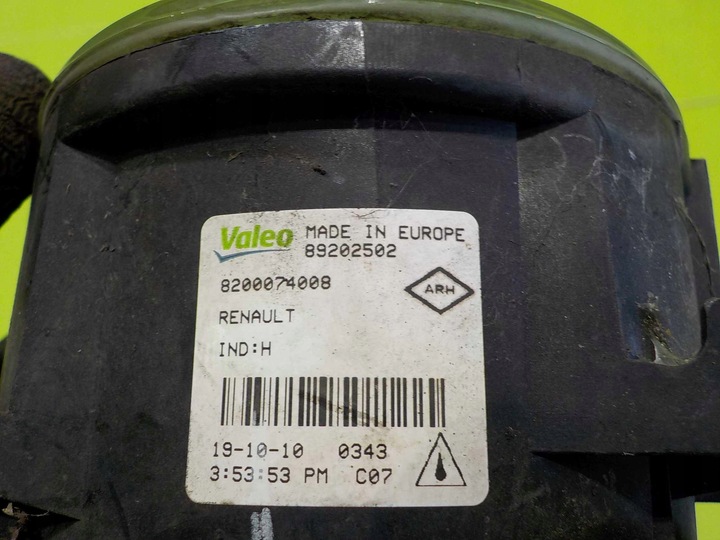 Valeo MADE IN EUROPE
89202502
8200074008
ARH
RENAULT
IND:H
19-10-10 0343
3:53:53 PM C07